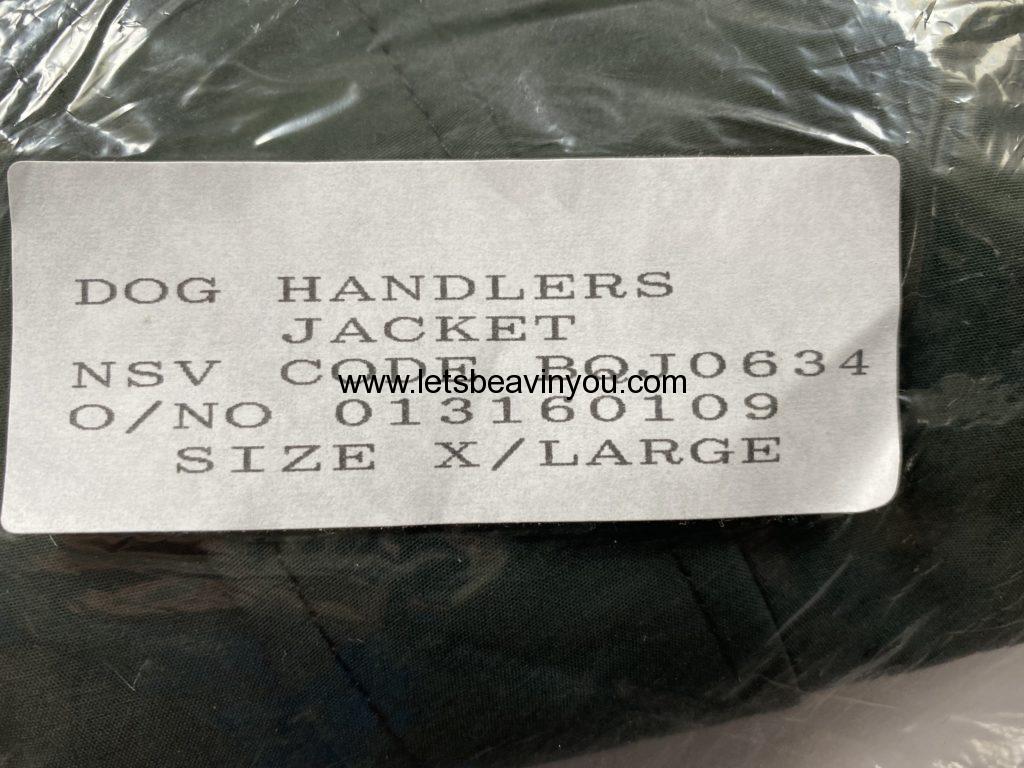 DOG HANDLERS
JACKET
NSV CODE BQJ0634
www.letsbeavinyou.com
O/NO 013160109
SIZE X/LARGE